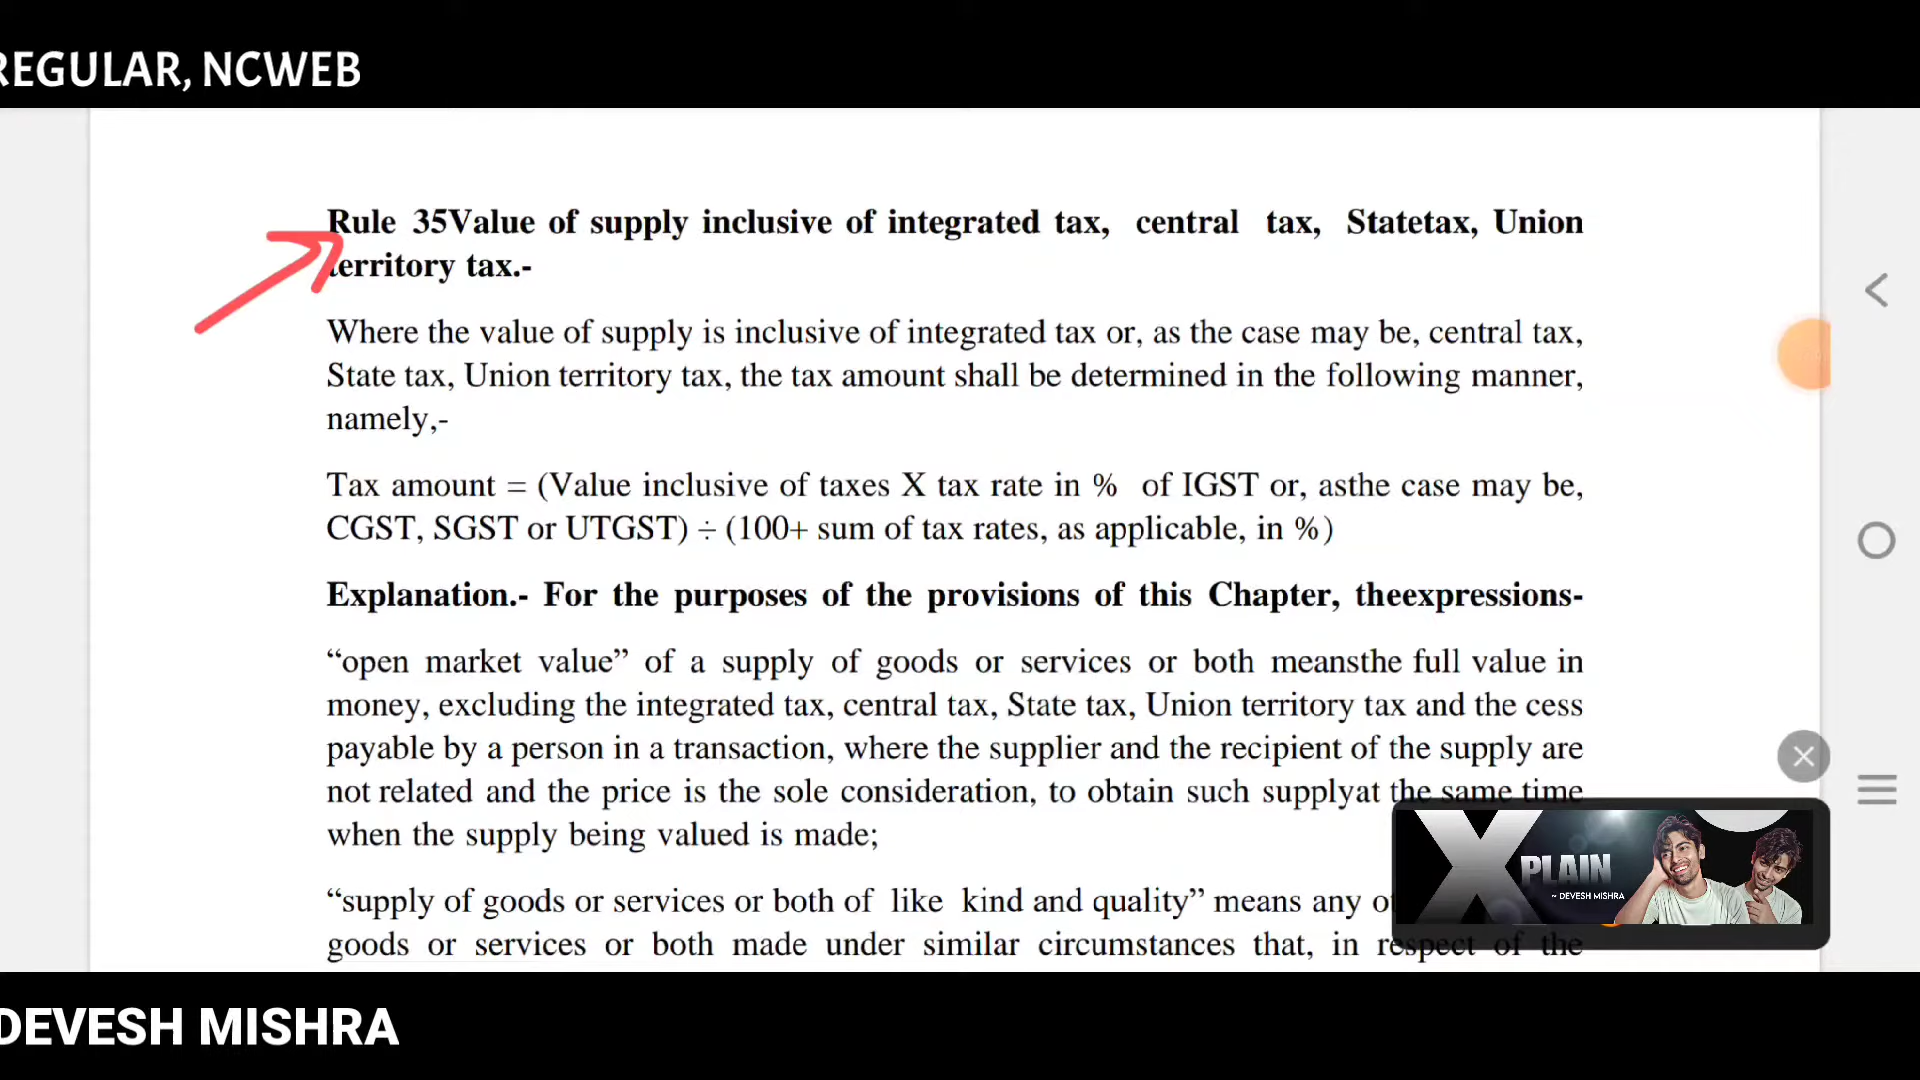 REGULAR, NCWEB
Rule 35Value of supply inclusive of integrated tax, central tax, Statetax, Union
territory tax.-
Where the value of supply is inclusive of integrated tax or, as the case may be, central tax,
State tax, Union territory tax, the tax amount shall be determined in the following manner,
namely,-
Tax amount = (Value inclusive of taxes X tax rate in % of IGST or, asthe case may be,
CGST, SGST or UTGST) ÷ (100+ sum of tax rates, as applicable, in %)
Explanation.- For the purposes of the provisions of this Chapter, theexpressions-
“open market value” of a supply of goods or services or both meansthe full value in
money, excluding the integrated tax, central tax, State tax, Union territory tax and the cess
payable by a person in a transaction, where the supplier and the recipient of the supply are
not related and the price is the sole consideration, to obtain such supplyat the same time
when the supply being valued is made;
“supply of goods or services or both of like kind and quality” means any
goods or services or both made under similar circumstances that, in respect of the
XPLAIN
~ DEVESH MISHRA
DEVESH MISHRA